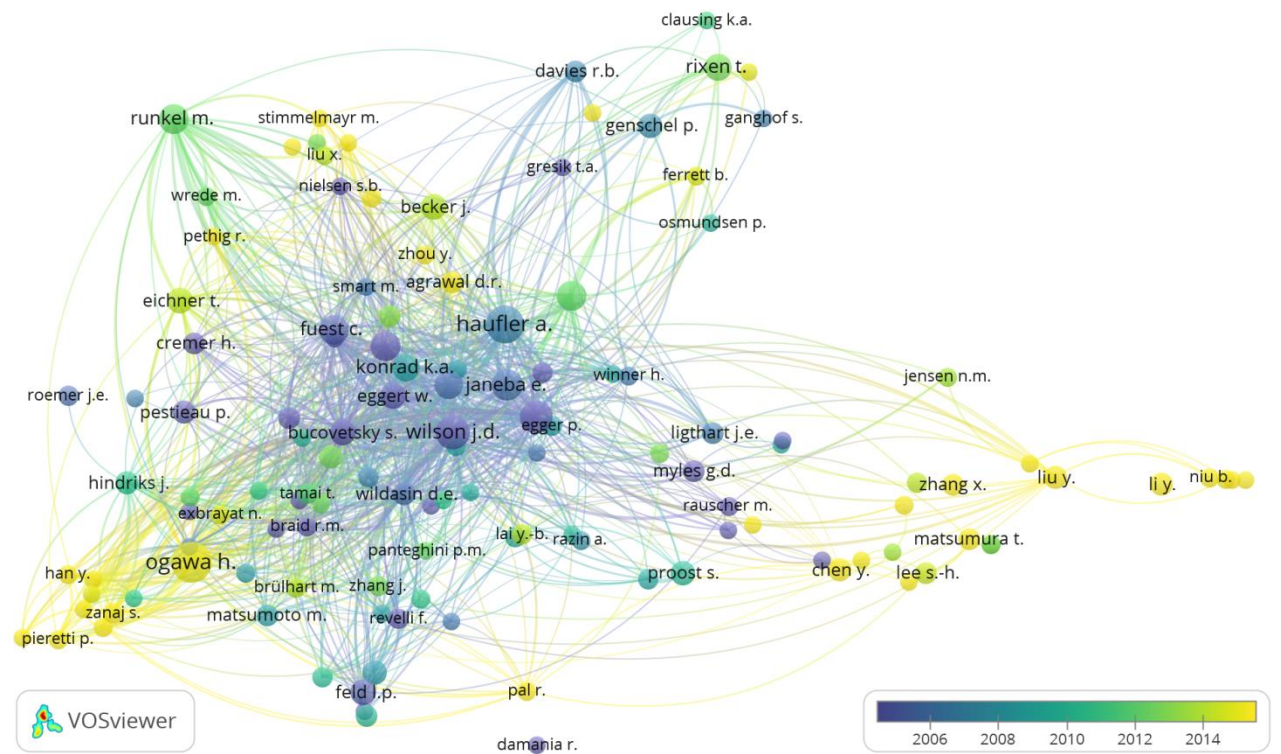 clausing k.a.
davies r.b.
rixen t.
runkel m.
stimmelmayr m.
genschel p.
ganghof s.
liu x.
gresik t.a.
nielsen s.b.
ferrett b.
wrede m.
becker j.
osmundsen p.
pethig r.
zhou y.
agrawal d.r.
smart m.
eichner t.
haufler a.
fuest c.
cremer h.
konrad k.a.
winner h.
jensen n.m.
janeba e.
roemer j.e.
eggert w.
pestieau p.
egger p.
bucovetsky s.
wilson j.d.
ligthart j.e.
myles g.d.
hindriks j.
zhang x.
liu y.
li y.
niu b.
tamai t.
wildasin d.e.
rauscher m.
exbrayat n.
braid r.m.
lai y.-b.
razin a.
matsumura t.
panteghini p.m.
ogawa h.
han y.
proost s.
chen y.
lee s.-h.
brülhart m.
zhang j.
zanaj s.
matsumoto m.
revelli f.
pieretti p.
feld l.p.
pal r.
damania r.
VOSviewer
2006 2008 2010 2012 2014